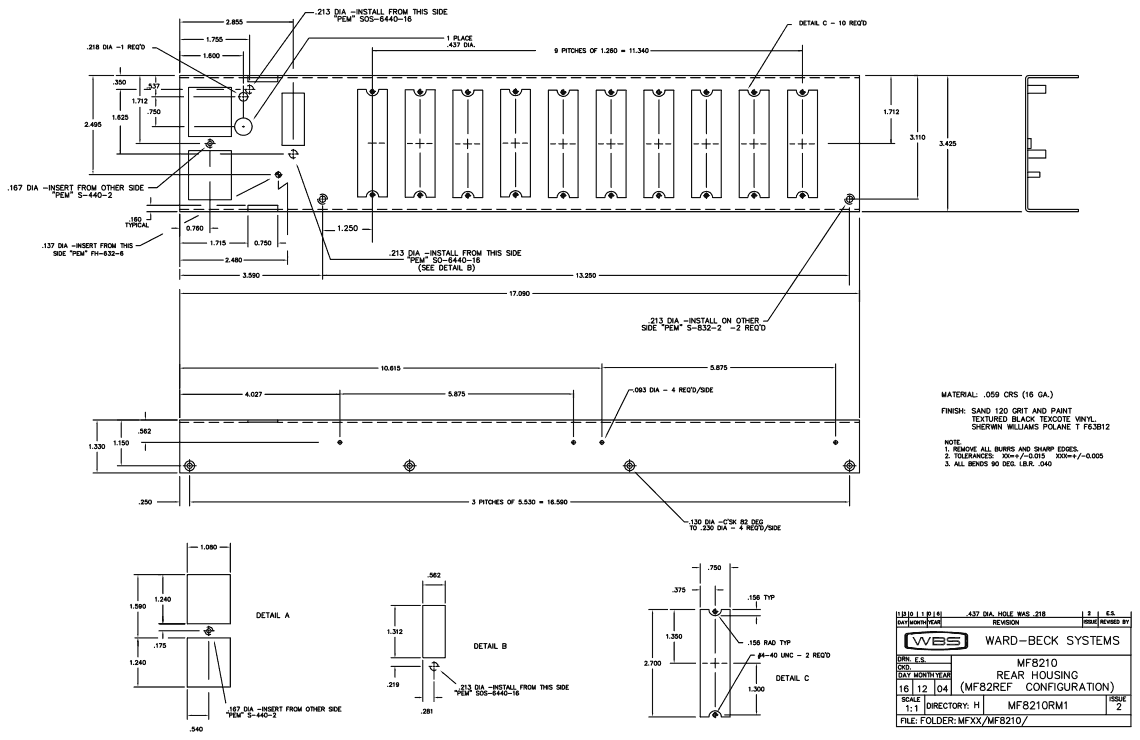 .213 DIA -INSTALL FROM THIS SIDE
"PEM" SOS-6440-16
2.855
1.755
1.600
.218 DIA -1 REQ'D
1 PLACE
.437 DIA.
DETAIL C - 10 REQ'D
9 PITCHES OF 1.260 = 11.340
.350
.537
1.712
.750
1.625
2.495
1.712
3.110
3.425
.167 DIA -INSERT FROM OTHER SIDE
"PEM" S-440-2
.160
TYPICAL
0.760
1.715
0.750
2.480
1.250
.137 DIA -INSERT FROM THIS
SIDE "PEM" FH-632-6
.213 DIA -INSTALL FROM THIS SIDE
"PEM" SO-6440-16
(SEE DETAIL B)
3.590
13.250
17.090
.213 DIA -INSTALL ON OTHER
SIDE "PEM" S-832-2 -2 REQ'D
10.615
5.875
4.027
5.875
.093 DIA - 4 REQ'D/SIDE
.562
1.330
1.150
.250
3 PITCHES OF 5.530 = 16.590
.130 DIA -C'SK 82 DEG
TO .230 DIA - 4 REQ'D/SIDE
MATERIAL: .059 CRS (16 GA.)
FINISH: SAND 120 GRIT AND PAINT
TEXTURED BLACK TEXCOTE VINYL.
SHERWIN WILLIAMS POLANE T F63B12
NOTE.
1. REMOVE ALL BURRS AND SHARP EDGES.
2. TOLERANCES: XX=+/-0.015 XXX=+/-0.005
3. ALL BENDS 90 DEG. I.B.R. .040
1.080
1.590
1.240
.175
1.240
.540
DETAIL A
.167 DIA -INSERT FROM OTHER SIDE
"PEM" S-440-2
.562
1.312
.219
.281
DETAIL B
.213 DIA -INSTALL FROM THIS SIDE
"PEM" SOS-6440-16
.750
.375
.156 TYP
1.350
2.700
.156 RAD TYP
#4-40 UNC - 2 REQ'D
1.300
DETAIL C
13 01 06 .437 DIA. HOLE WAS .218 2 E.S.
DAY MONTH YEAR REVISION ISSUE REVISED BY
WBS WARD-BECK SYSTEMS
DRN. E.S.
CKD.
DAY MONTH YEAR
16 12 04
MF8210
REAR HOUSING
(MF82REF CONFIGURATION)
SCALE
1:1
DIRECTORY: H
MF8210RM1
ISSUE
2
FILE: FOLDER: MFXX/MF8210/